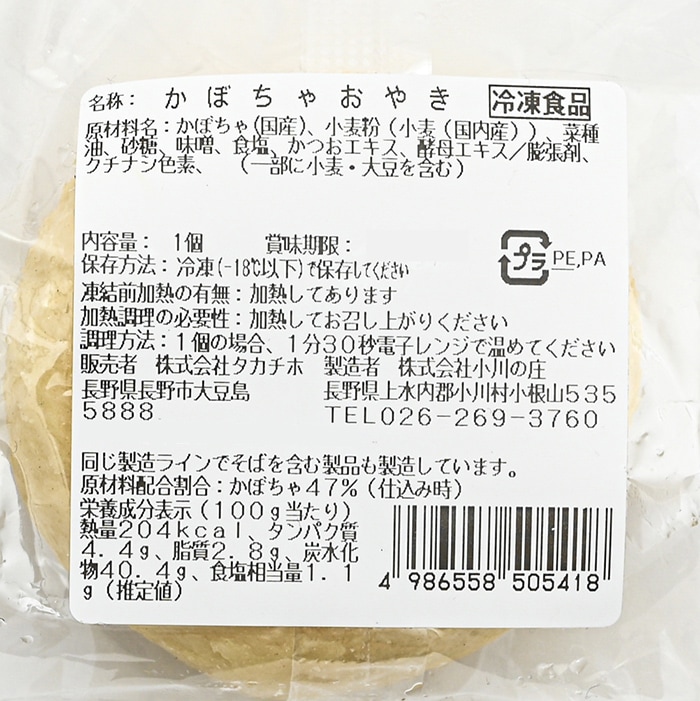 名称： かぼちゃおやき 冷凍食品
原材料名：かぼちゃ(国産)、小麦粉（小麦（国内産））、菜種
油、砂糖、味噌、食塩、かつおエキス、酵母エキス／膨張剤、
クチナシ色素、 （一部に小麦・大豆を含む）
内容量： 1個 賞味期限：
保存方法：冷凍(-18℃以下)で保存してください
プラ PE,PA
凍結前加熱の有無：加熱してあります
加熱調理の必要性：加熱してお召し上がりください
調理方法：１個の場合、１分３０秒電子レンジで温めてください
販売者 株式会社タカチホ 製造者 株式会社小川の庄
長野県長野市大豆島 長野県上水内郡小川村小根山５３５
５８８８ ＴＥＬ０２６-２６９-３７６０
同じ製造ラインでそばを含む製品も製造しています。
原材料配合割合：かぼちゃ４７％（仕込み時）
栄養成分表示（１００ｇ当たり）
熱量２０４ｋｃａｌ、タンパク質
４.４ｇ、脂質２.８ｇ、炭水化
物４０.４ｇ、食塩相当量１.１
ｇ（推定値）
4 986558 505418